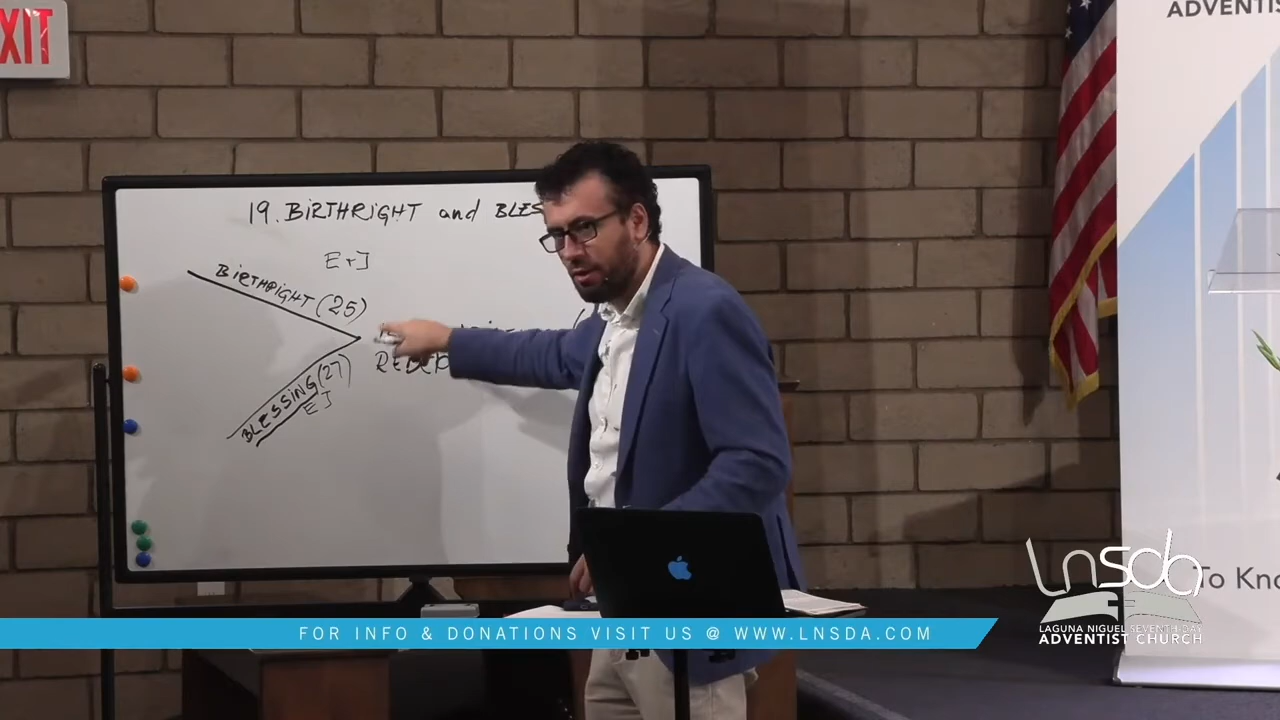 EXIT
ADVENTIS
19. BIRTHRIGHT and BLES
E + J
BIRTHRIGHT (25)
BLESSING (27)
EJ
lnsda
To Kno
LAGUNA NIGUEL SEVENTH-DAY
ADVENTIST CHURCH
FOR INFO & DONATIONS VISIT US @ WWW.LNSDA.COM